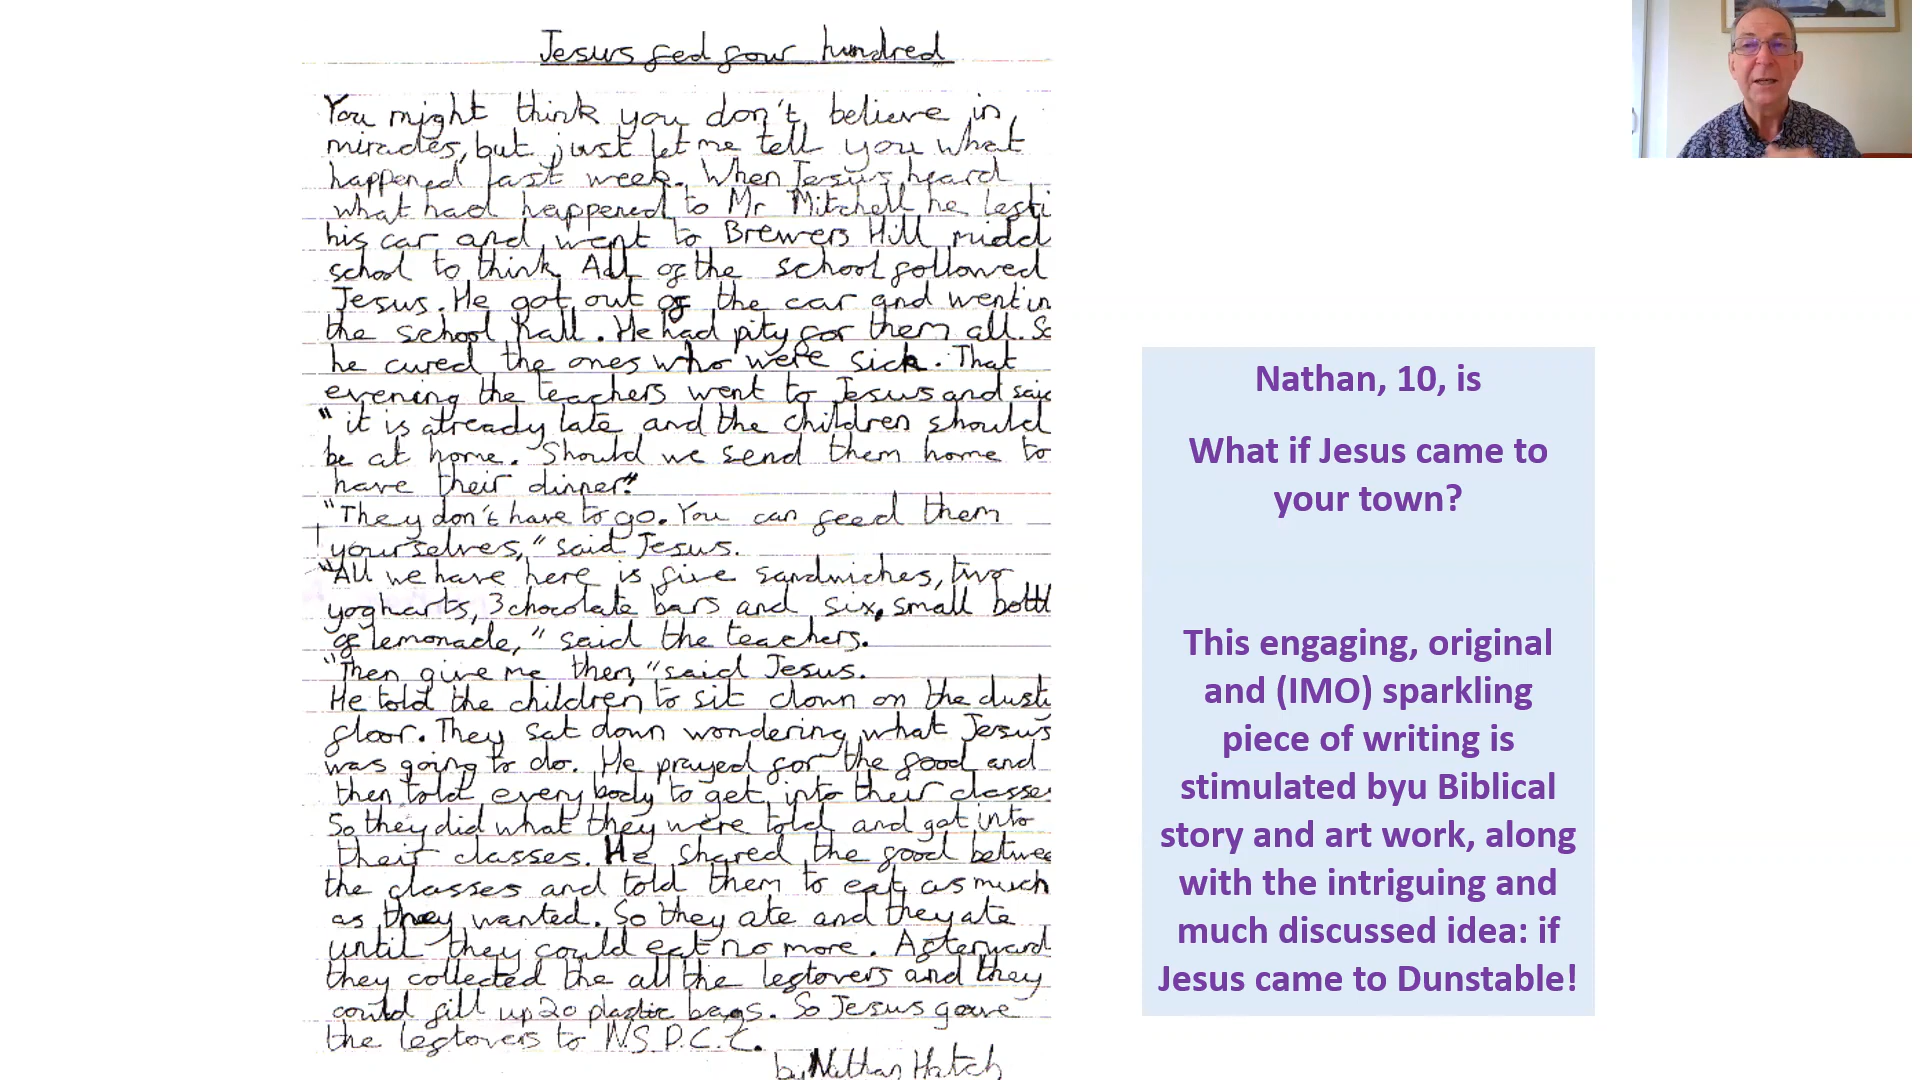 Jesus fed four hundred
You might think you don't believe in
miracles, but just let me tell you what
happened last week. When Jesus heard
what had happened to Mr Mitchell he left i
his car and went to Brewers Hill middl
school to think. All of the school followed
Jesus. He got out of the car and went in
the school hall. He had pity for them all. So
he cured the ones who were sick. That
evening the teachers went to Jesus and said
"it is already late and the children should
be at home. Should we send them home to
have their dinner?"
"They don't have to go. You can feed them
yourselves," said Jesus.
"All we have here is five sandwiches, two
yogharts, 3 chocolate bars and six, small bottl
of lemonade," said the teachers.
"Then give me them," said Jesus.
He told the children to sit down on the dusti
floor. They sat down wondering what Jesus
was going to do. He prayed for the food and
then told everybody to get into their classes
So they did what they were told and got into
their classes. He shared the food betwee
the classes and told them to eat as much
as they wanted. So they ate and they ate
until they could eat no more. Afterward
they collected the all the leftovers and they
could fill up 20 plastic bags. So Jesus gave
the leftovers to N.S.P.C.C.
by Nathan Hatch
Nathan, 10, is
What if Jesus came to
your town?
This engaging, original
and (IMO) sparkling
piece of writing is
stimulated byu Biblical
story and art work, along
with the intriguing and
much discussed idea: if
Jesus came to Dunstable!